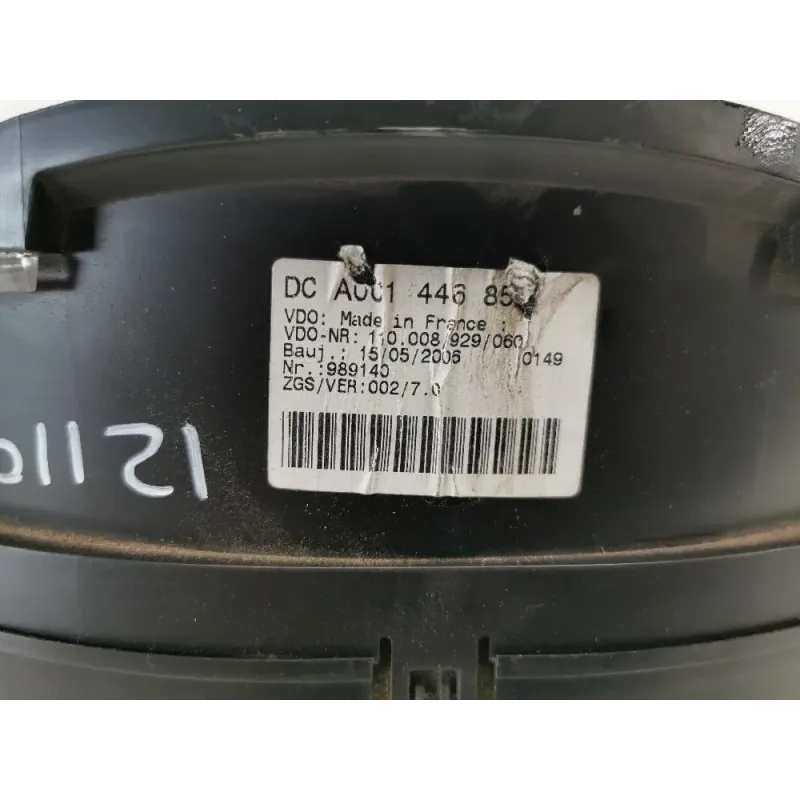 DC A001 446 85
VDO: Made in France :
VDO-NR: 110.008/929/060
Bauj.: 15/05/2006 0149
Nr.:989140
ZGS/VER:002/7.0